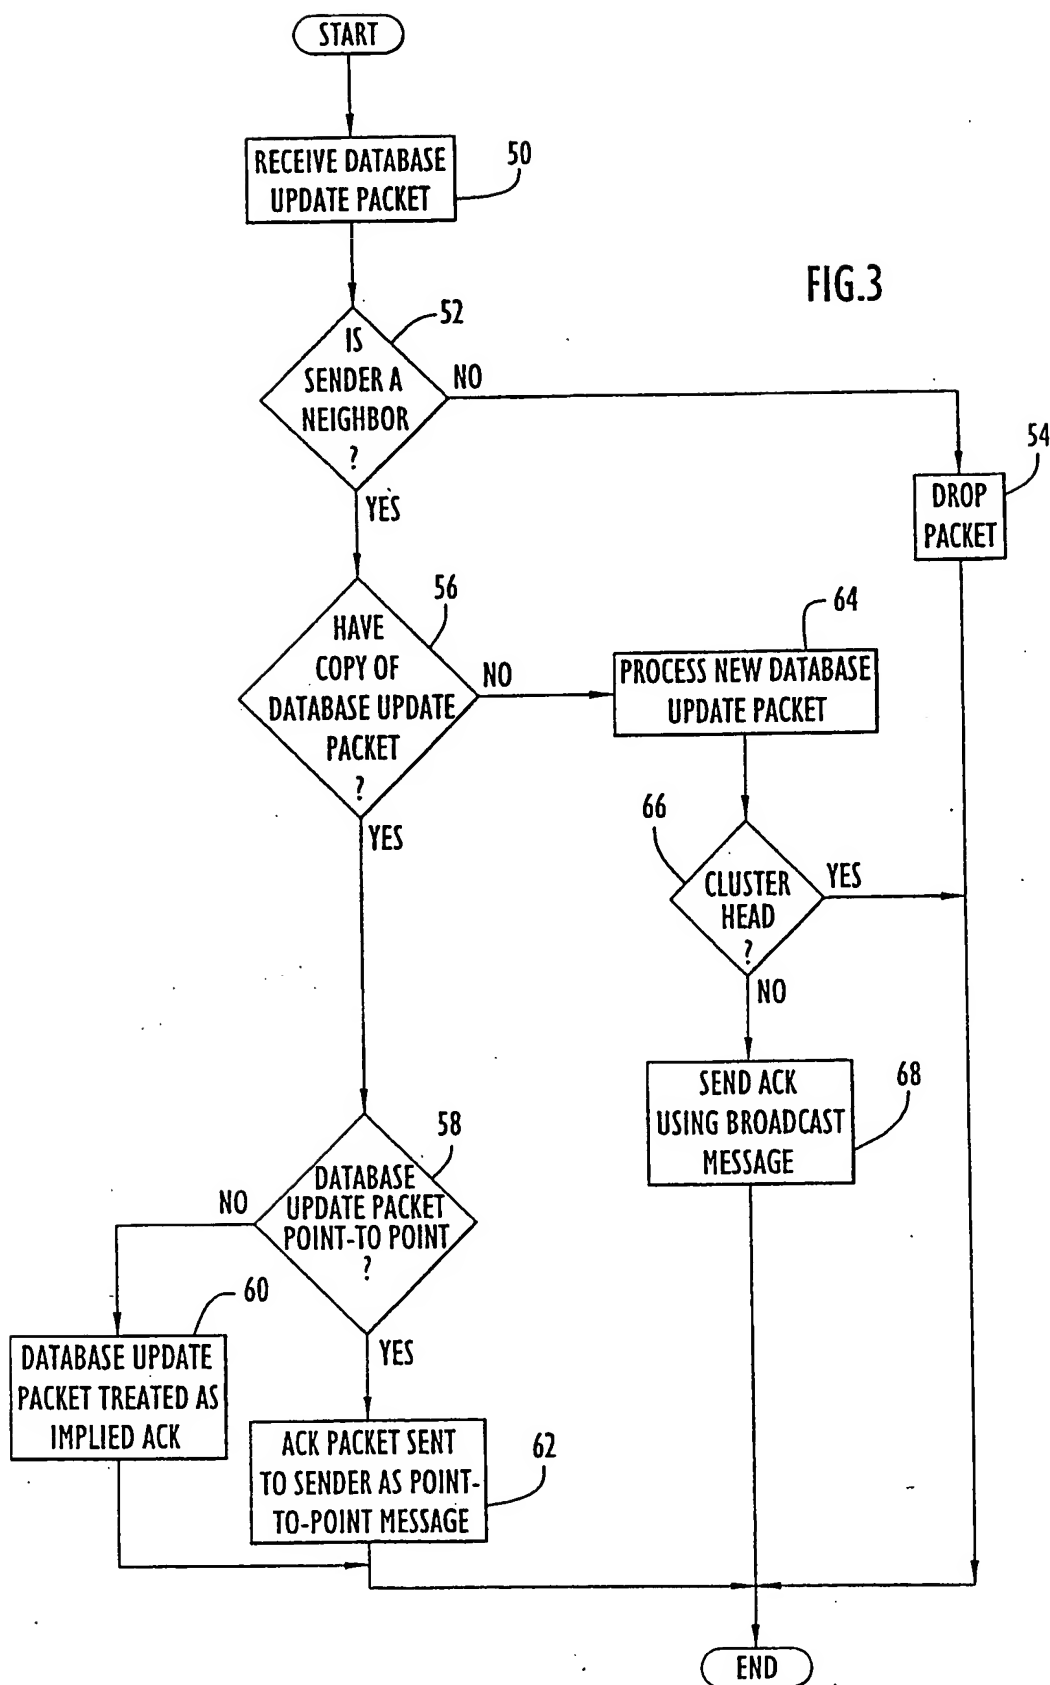 START
RECEIVE DATABASE
UPDATE PACKET
50
FIG.3
IS
SENDER A
NEIGHBOR
?
52
NO
YES
DROP
PACKET
54
HAVE
COPY OF
DATABASE UPDATE
PACKET
?
56
NO
YES
PROCESS NEW DATABASE
UPDATE PACKET
64
CLUSTER
HEAD
?
66
YES
NO
SEND ACK
USING BROADCAST
MESSAGE
68
DATABASE
UPDATE PACKET
POINT-TO POINT
?
58
NO
YES
DATABASE UPDATE
PACKET TREATED AS
IMPLIED ACK
60
ACK PACKET SENT
TO SENDER AS POINT-
TO-POINT MESSAGE
62
END